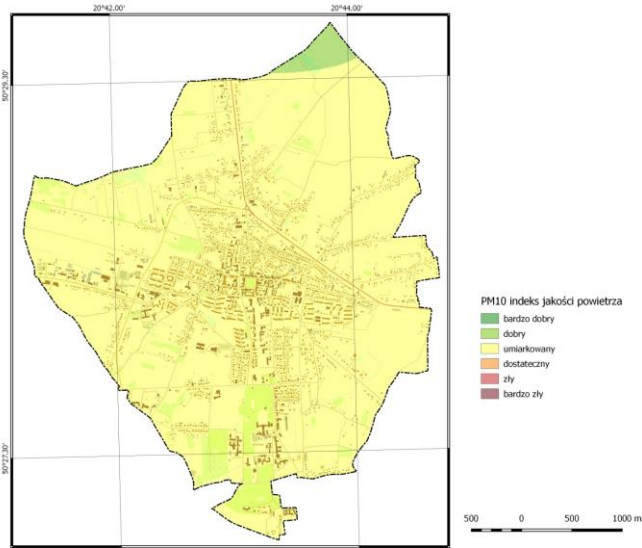 20°42,00'
20°44,00'
50°29,30'
50°27,30'
PM10 indeks jakości powietrza
bardzo dobry
dobry
umiarkowany
dostateczny
zły
bardzo zły
500 0 500 1000 m